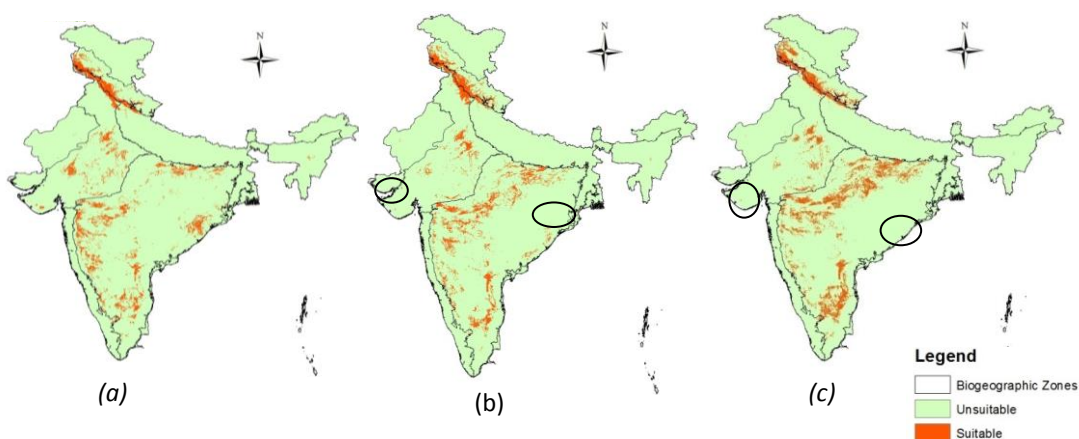 N
N
N
(a)
(b)
(c)
Legend
Biogeographic Zones
Unsuitable
Suitable